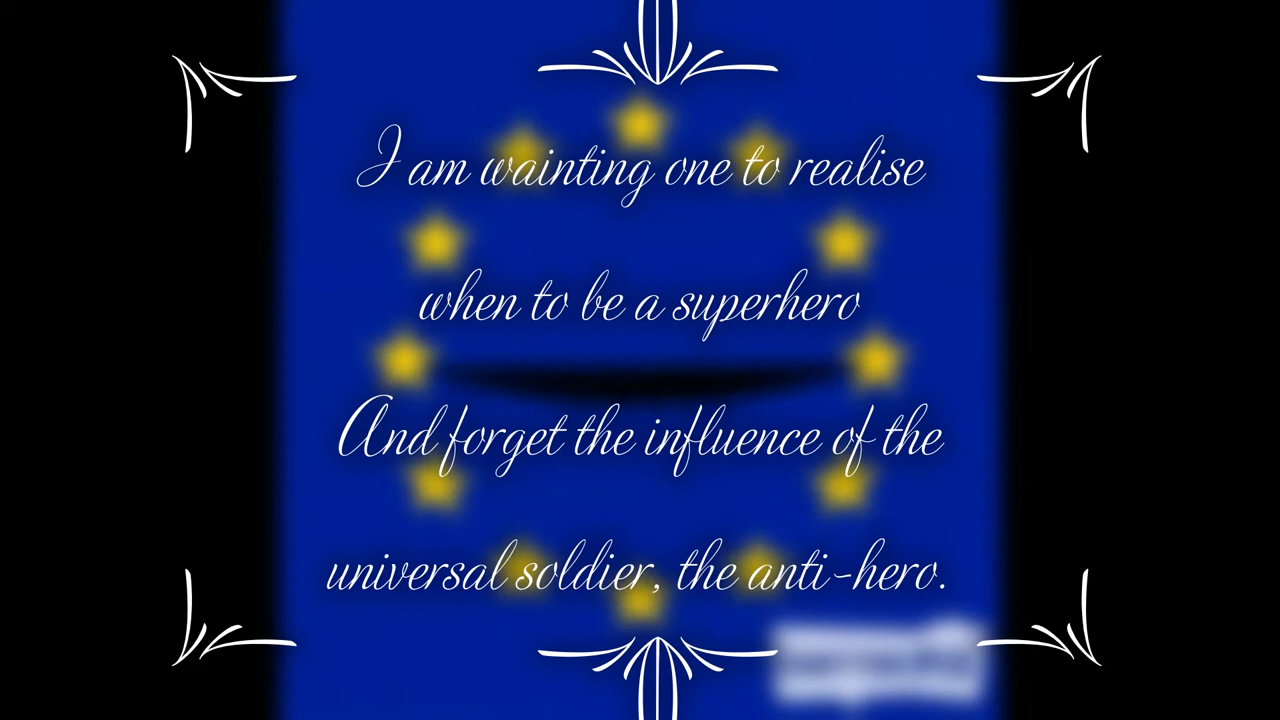 I am wainting one to realise
when to be a superhero
And forget the influence of the
universal soldier, the anti-hero.